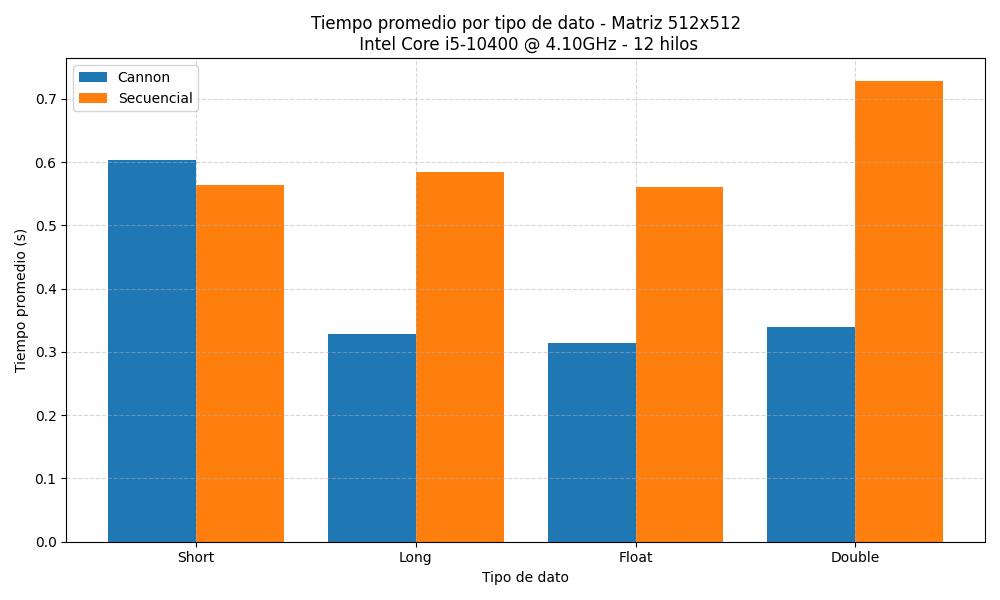 Tiempo promedio por tipo de dato - Matriz 512x512
Intel Core i5-10400 @ 4.10GHz - 12 hilos
Cannon
Secuencial
Tiempo promedio (s)
0.7
0.6
0.5
0.4
0.3
0.2
0.1
0.0
Short Long Float Double
Tipo de dato